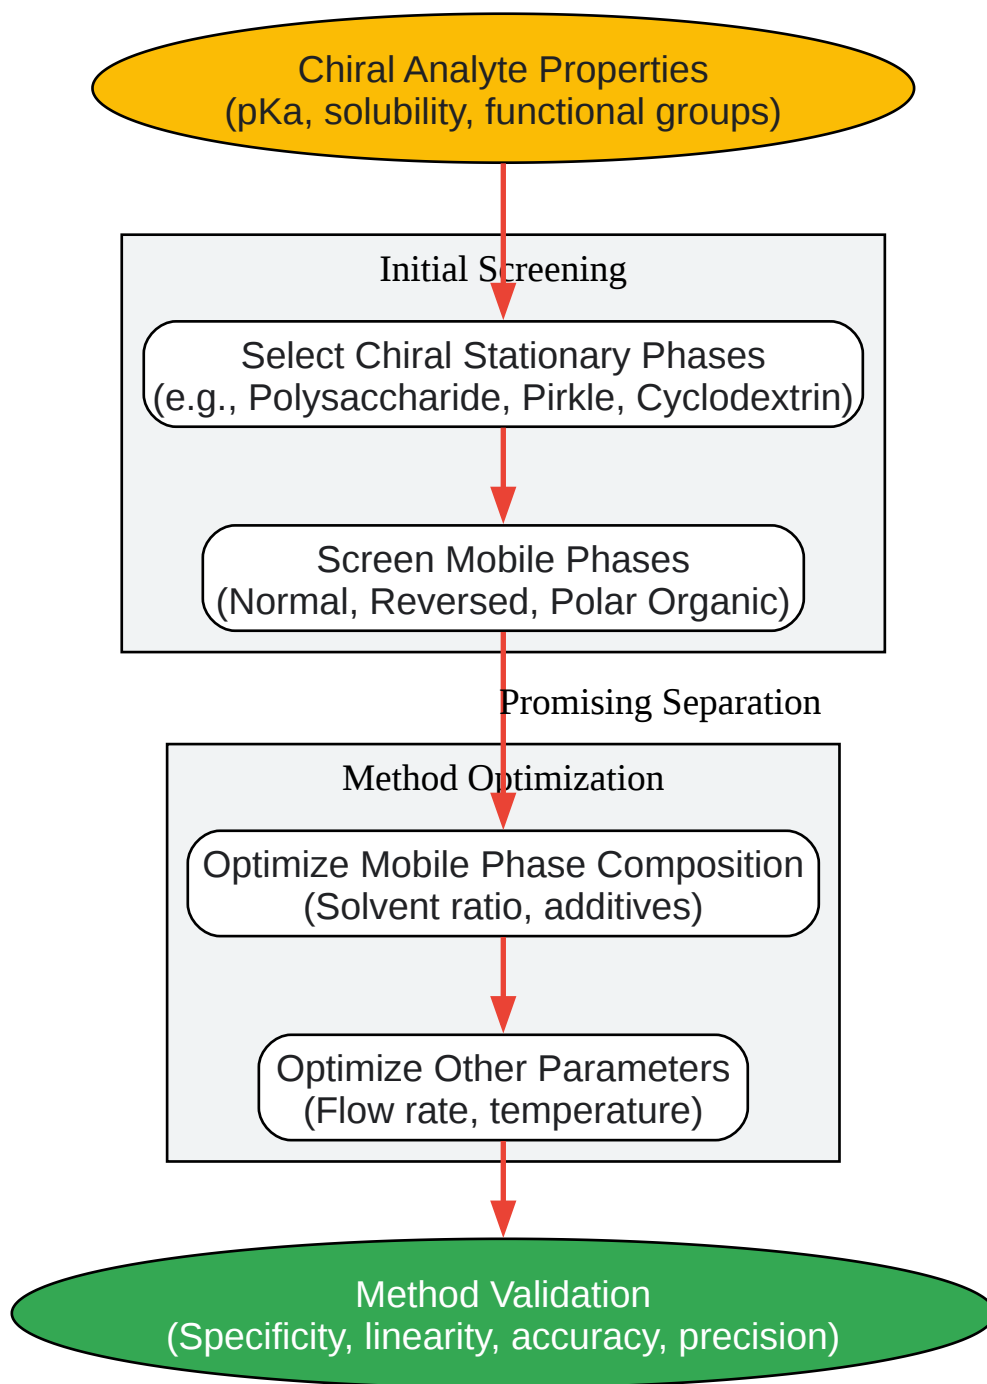 Chiral Analyte Properties
(pKa, solubility, functional groups)
Initial Screening
Select Chiral Stationary Phases
(e.g., Polysaccharide, Pirkle, Cyclodextrin)
Screen Mobile Phases
(Normal, Reversed, Polar Organic)
Promising Separation
Method Optimization
Optimize Mobile Phase Composition
(Solvent ratio, additives)
Optimize Other Parameters
(Flow rate, temperature)
Method Validation
(Specificity, linearity, accuracy, precision)